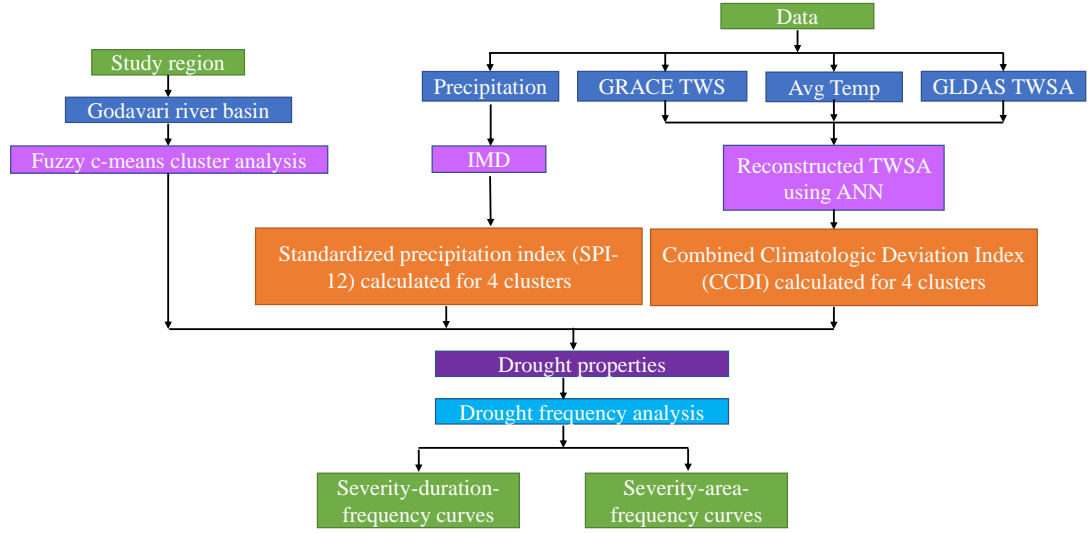 Data
Study region
Precipitation
GRACE TWS
Avg Temp
GLDAS TWSA
Godavari river basin
Fuzzy c-means cluster analysis
IMD
Reconstructed TWSA
using ANN
Standardized precipitation index (SPI-
12) calculated for 4 clusters
Combined Climatologic Deviation Index
(CCDI) calculated for 4 clusters
Drought properties
Drought frequency analysis
Severity-duration-
frequency curves
Severity-area-
frequency curves